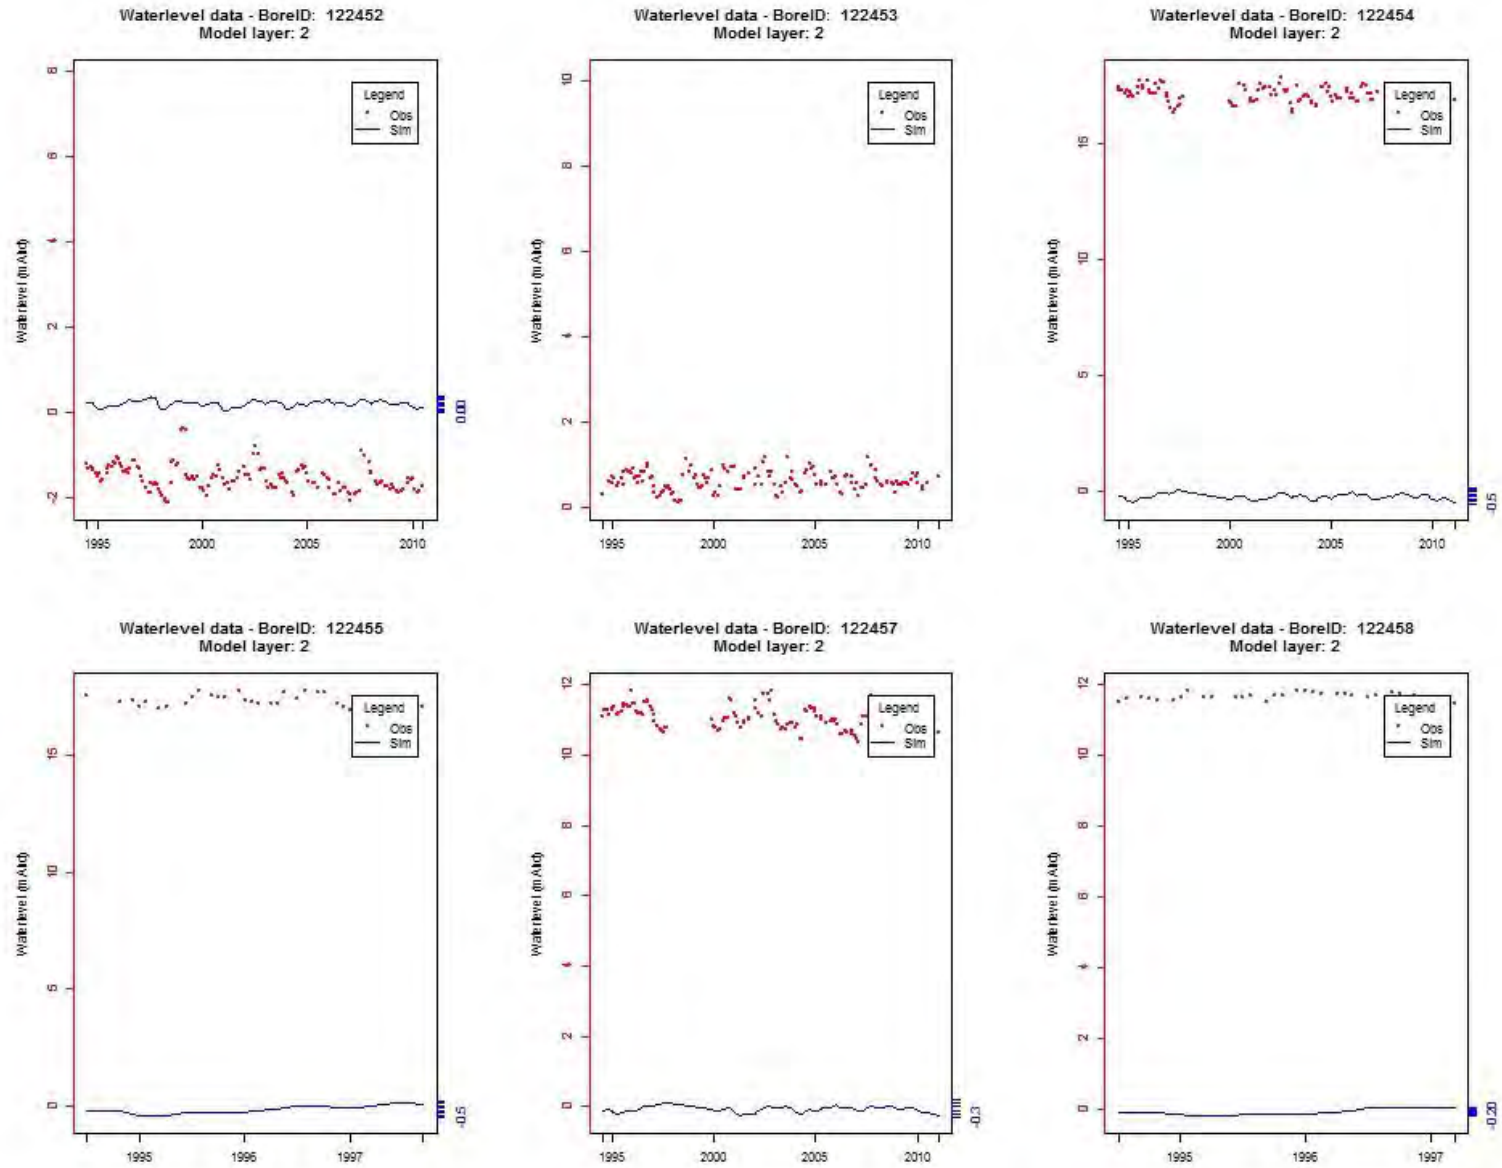 Waterlevel data - BoreID: 122452
Model layer: 2
Waterlevel (mAhd)
8
6
4
2
0
-2
Legend
Obs
Sim
0.00
1995 2000 2005 2010
Waterlevel data - BoreID: 122453
Model layer: 2
Waterlevel (mAhd)
10
8
6
4
2
0
Legend
Obs
Sim
1995 2000 2005 2010
Waterlevel data - BoreID: 122454
Model layer: 2
Waterlevel (mAhd)
15
10
5
0
Legend
Obs
Sim
-0.5
1995 2000 2005 2010
Waterlevel data - BoreID: 122455
Model layer: 2
Waterlevel (mAhd)
15
10
5
0
Legend
Obs
Sim
-0.5
1995 1996 1997
Waterlevel data - BoreID: 122457
Model layer: 2
Waterlevel (mAhd)
12
10
8
6
4
2
0
Legend
Obs
Sim
-0.3
1995 2000 2005 2010
Waterlevel data - BoreID: 122458
Model layer: 2
Waterlevel (mAhd)
12
10
8
6
4
2
0
Legend
Obs
Sim
-0.20
1995 1996 1997